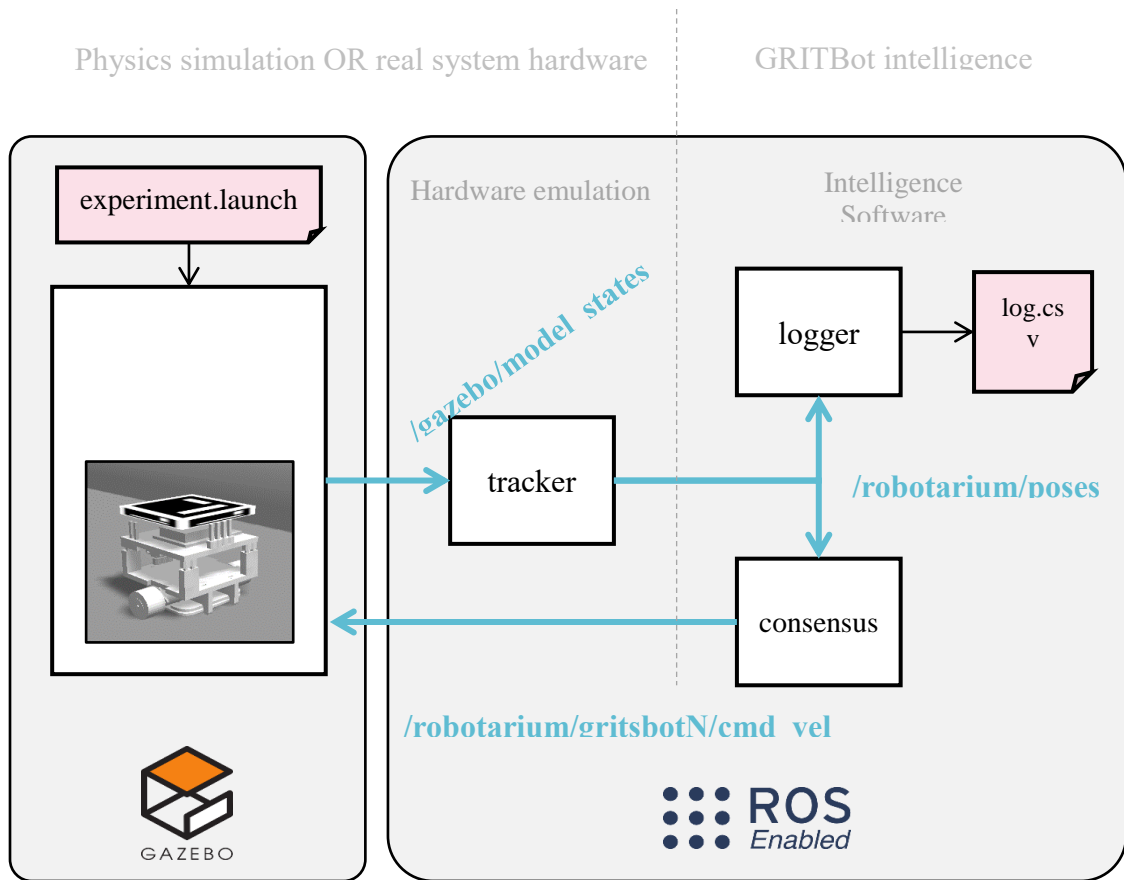 Physics simulation OR real system hardware
GRITBot intelligence
experiment.launch
Hardware emulation
Intelligence
Software
/gazebo/model_states
logger
log.cs
v
tracker
/robotarium/poses
consensus
/robotarium/gritsbotN/cmd_vel
GAZEBO
ROS
Enabled